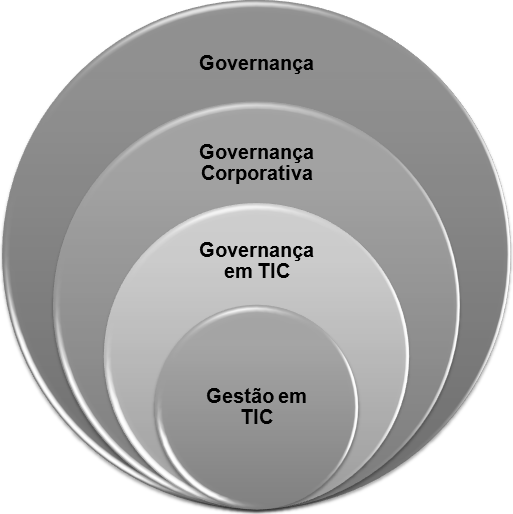 Governança
Governança
Corporativa
Governança
em TIC
Gestão em
TIC